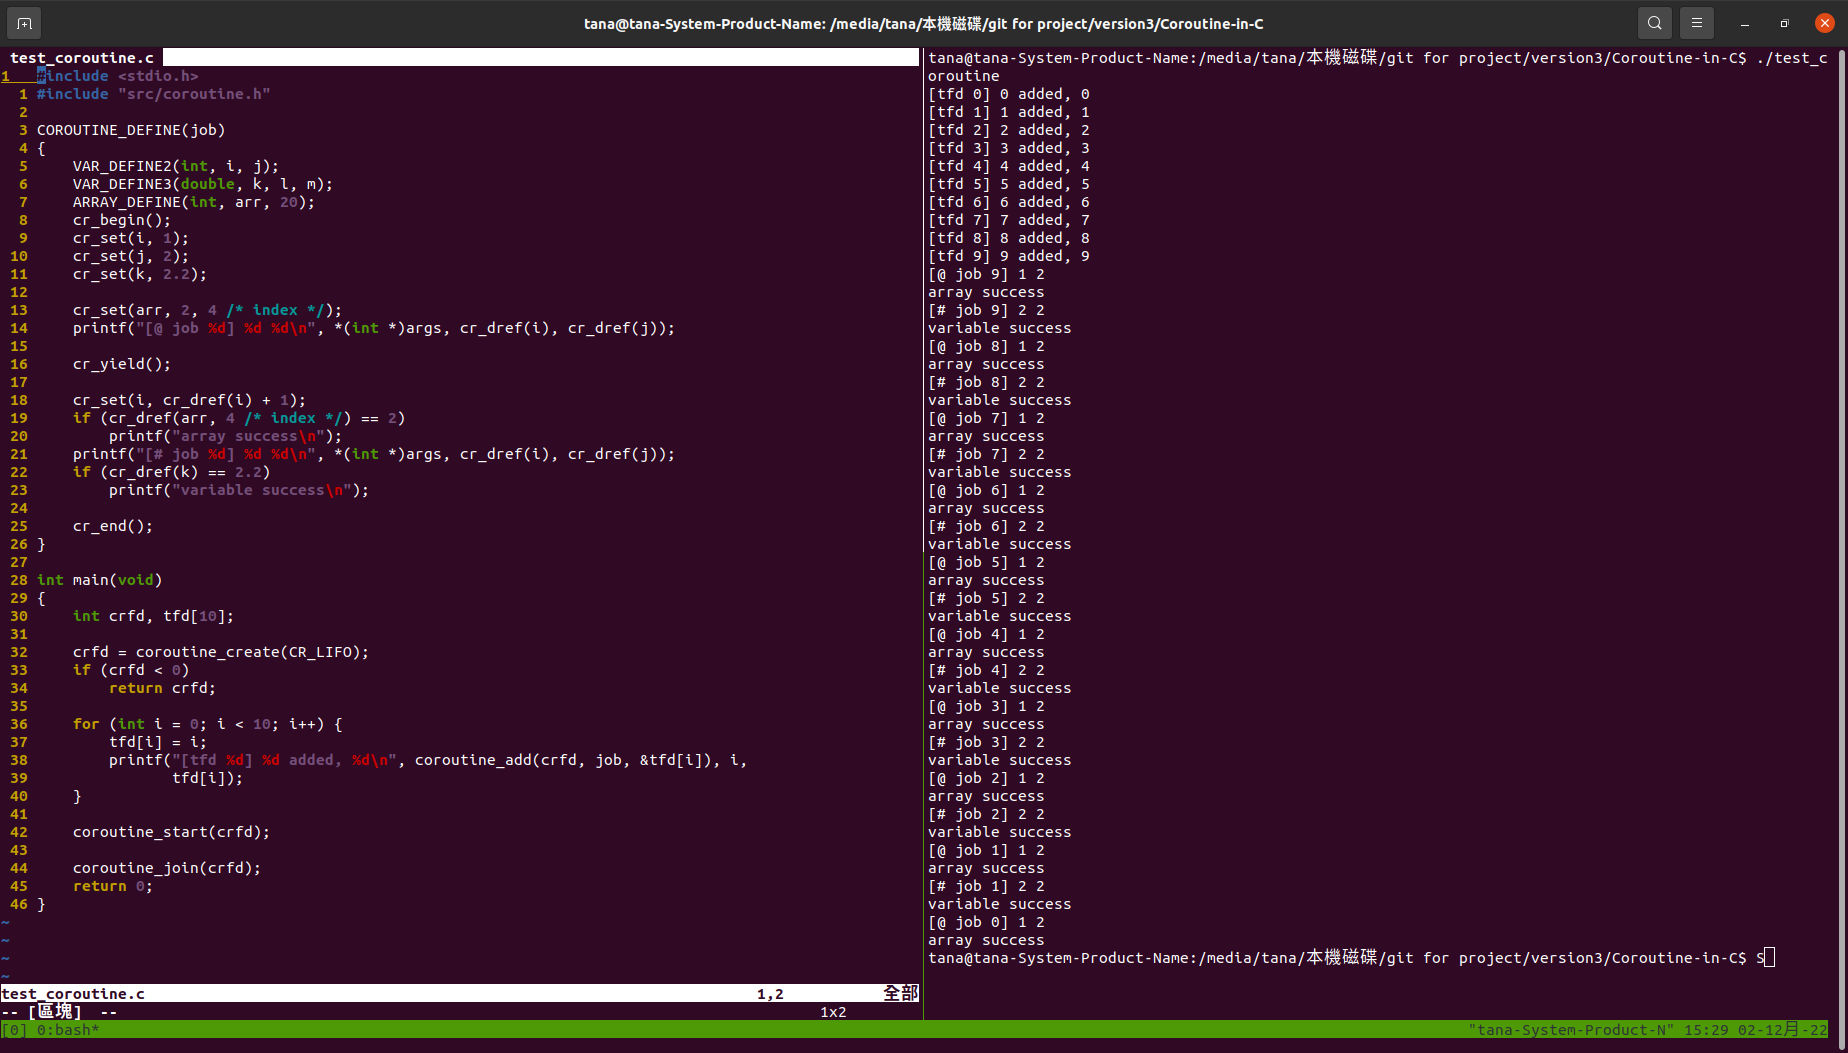 tana@tana-System-Product-Name: /media/tana/本機磁碟/git for project/version3/Coroutine-in-C
test_coroutine.c
1   #include <stdio.h>
  1 #include "src/coroutine.h"
  2
  3 COROUTINE_DEFINE(job)
  4 {
  5     VAR_DEFINE2(int, i, j);
  6     VAR_DEFINE3(double, k, l, m);
  7     ARRAY_DEFINE(int, arr, 20);
  8     cr_begin();
  9     cr_set(i, 1);
 10     cr_set(j, 2);
 11     cr_set(k, 2.2);
 12
 13     cr_set(arr, 2, 4 /* index */);
 14     printf("[@ job %d] %d %d\n", *(int *)args, cr_dref(i), cr_dref(j));
 15
 16     cr_yield();
 17
 18     cr_set(i, cr_dref(i) + 1);
 19     if (cr_dref(arr, 4 /* index */) == 2)
 20         printf("array success\n");
 21     printf("[# job %d] %d %d\n", *(int *)args, cr_dref(i), cr_dref(j));
 22     if (cr_dref(k) == 2.2)
 23         printf("variable success\n");
 24
 25     cr_end();
 26 }
 27
 28 int main(void)
 29 {
 30     int crfd, tfd[10];
 31
 32     crfd = coroutine_create(CR_LIFO);
 33     if (crfd < 0)
 34         return crfd;
 35
 36     for (int i = 0; i < 10; i++) {
 37         tfd[i] = i;
 38         printf("[tfd %d] %d added, %d\n", coroutine_add(crfd, job, &tfd[i]), i,
 39                tfd[i]);
 40     }
 41
 42     coroutine_start(crfd);
 43
 44     coroutine_join(crfd);
 45     return 0;
 46 }
~
~
~
~
test_coroutine.c 1,2 全部
-- [區塊] -- 1x2
tana@tana-System-Product-Name:/media/tana/本機磁碟/git for project/version3/Coroutine-in-C$ ./test_c
oroutine
[tfd 0] 0 added, 0
[tfd 1] 1 added, 1
[tfd 2] 2 added, 2
[tfd 3] 3 added, 3
[tfd 4] 4 added, 4
[tfd 5] 5 added, 5
[tfd 6] 6 added, 6
[tfd 7] 7 added, 7
[tfd 8] 8 added, 8
[tfd 9] 9 added, 9
[@ job 9] 1 2
array success
[# job 9] 2 2
variable success
[@ job 8] 1 2
array success
[# job 8] 2 2
variable success
[@ job 7] 1 2
array success
[# job 7] 2 2
variable success
[@ job 6] 1 2
array success
[# job 6] 2 2
variable success
[@ job 5] 1 2
array success
[# job 5] 2 2
variable success
[@ job 4] 1 2
array success
[# job 4] 2 2
variable success
[@ job 3] 1 2
array success
[# job 3] 2 2
variable success
[@ job 2] 1 2
array success
[# job 2] 2 2
variable success
[@ job 1] 1 2
array success
[# job 1] 2 2
variable success
[@ job 0] 1 2
array success
tana@tana-System-Product-Name:/media/tana/本機磁碟/git for project/version3/Coroutine-in-C$ S
[0] 0:bash* "tana-System-Product-N" 15:29 02-12月-22